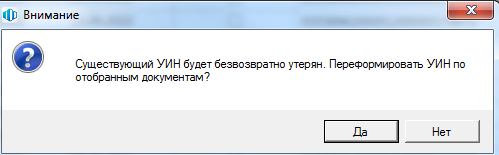 Внимание
Существующий УИН будет безвозвратно утерян. Переформировать УИН по
отобранным документам?
Да
Нет